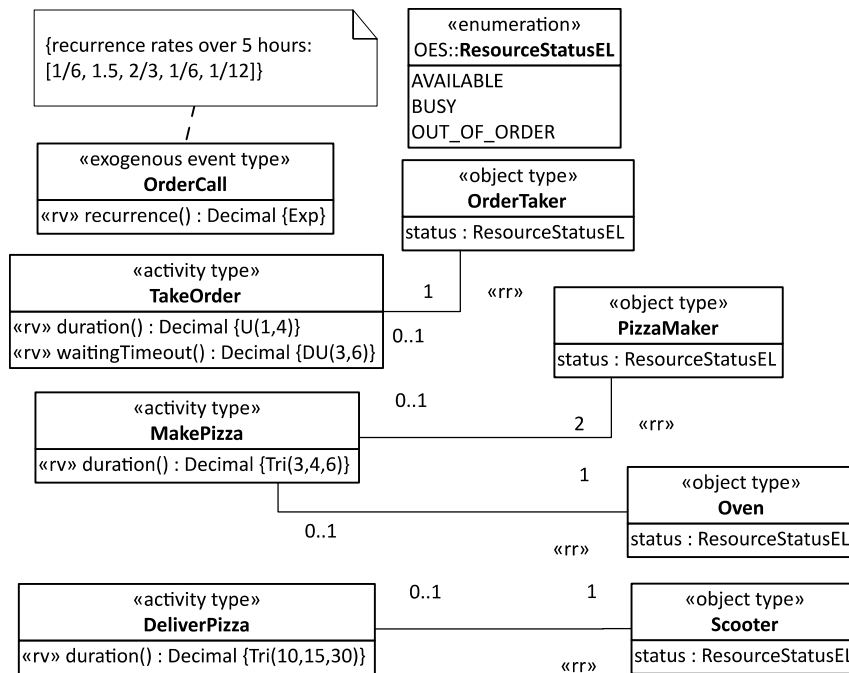 {recurrence rates over 5 hours:
[1/6, 1.5, 2/3, 1/6, 1/12]}
«enumeration»
OES::ResourceStatusEL
AVAILABLE
BUSY
OUT_OF_ORDER
«exogenous event type»
OrderCall
«rv» recurrence() : Decimal {Exp}
«object type»
OrderTaker
status : ResourceStatusEL
«activity type»
TakeOrder
«rv» duration() : Decimal {U(1,4)}
«rv» waitingTimeout() : Decimal {DU(3,6)}
1
«rr»
0..1
«object type»
PizzaMaker
status : ResourceStatusEL
«activity type»
MakePizza
«rv» duration() : Decimal {Tri(3,4,6)}
0..1
2
«rr»
1
0..1
«rr»
«object type»
Oven
status : ResourceStatusEL
«activity type»
DeliverPizza
«rv» duration() : Decimal {Tri(10,15,30)}
0..1
1
«rr»
«object type»
Scooter
status : ResourceStatusEL